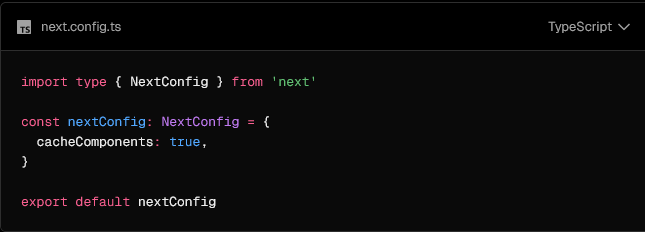 TS next.config.ts TypeScript
import type { NextConfig } from 'next'
const nextConfig: NextConfig = {
  cacheComponents: true,
}
export default nextConfig